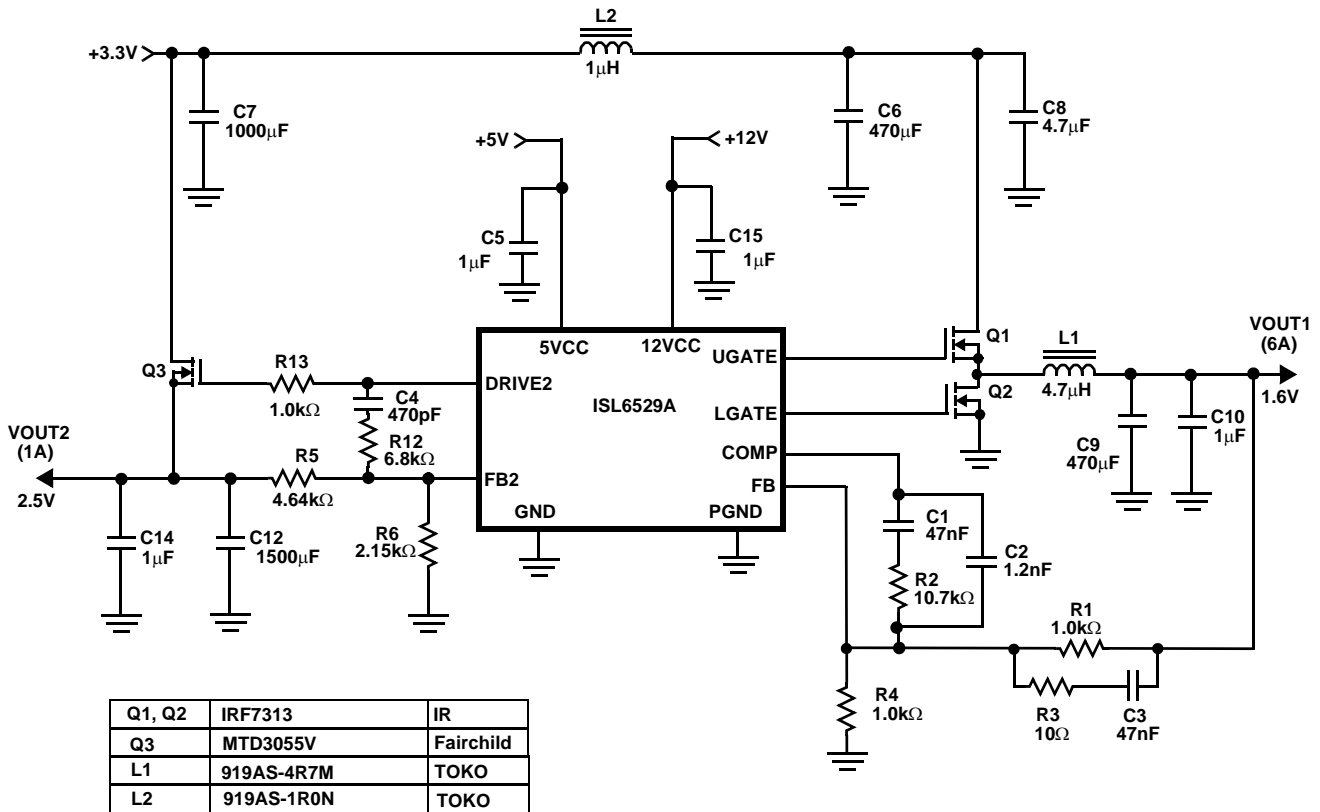 L2
+3.3V
1µH
C7
1000µF
C6
470µF
C8
4.7µF
+5V
+12V
C5
1µF
C15
1µF
5VCC
12VCC
UGATE
DRIVE2
ISL6529A
LGATE
COMP
FB2
FB
GND
PGND
Q1
Q2
L1
4.7µH
VOUT1
(6A)
1.6V
Q3
R13
1.0kΩ
C4
470pF
R12
6.8kΩ
VOUT2
(1A)
2.5V
R5
4.64kΩ
C9
470µF
C10
1µF
C14
1µF
C12
1500µF
R6
2.15kΩ
C1
47nF
C2
1.2nF
R2
10.7kΩ
R1
1.0kΩ
R4
1.0kΩ
R3
10Ω
C3
47nF
Q1, Q2 IRF7313 IR
Q3 MTD3055V Fairchild
L1 919AS-4R7M TOKO
L2 919AS-1R0N TOKO